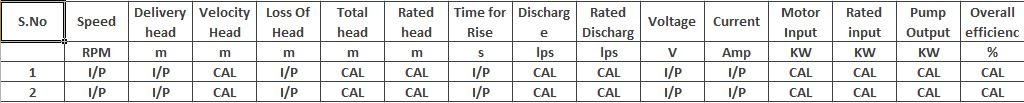 S.No Speed Delivery head Velocity Head Loss Of Head Total head Rated head Time for Rise Discharg e Rated Discharg Voltage Current Motor Input Rated input Pump Output Overall efficienc
RPM m m m m m s lps lps V Amp KW KW KW %
1 I/P I/P CAL I/P CAL CAL I/P CAL CAL I/P I/P CAL CAL CAL CAL
2 I/P I/P CAL I/P CAL CAL I/P CAL CAL I/P I/P CAL CAL CAL CAL